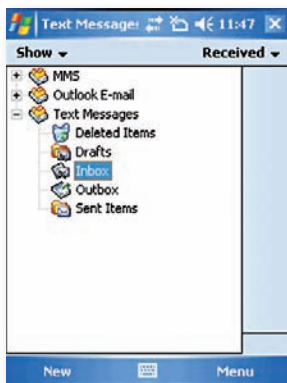 Text Messages 11:47
Show Received
MMS
Outlook E-mail
Text Messages
Deleted Items
Drafts
Inbox
Outbox
Sent Items
New Menu